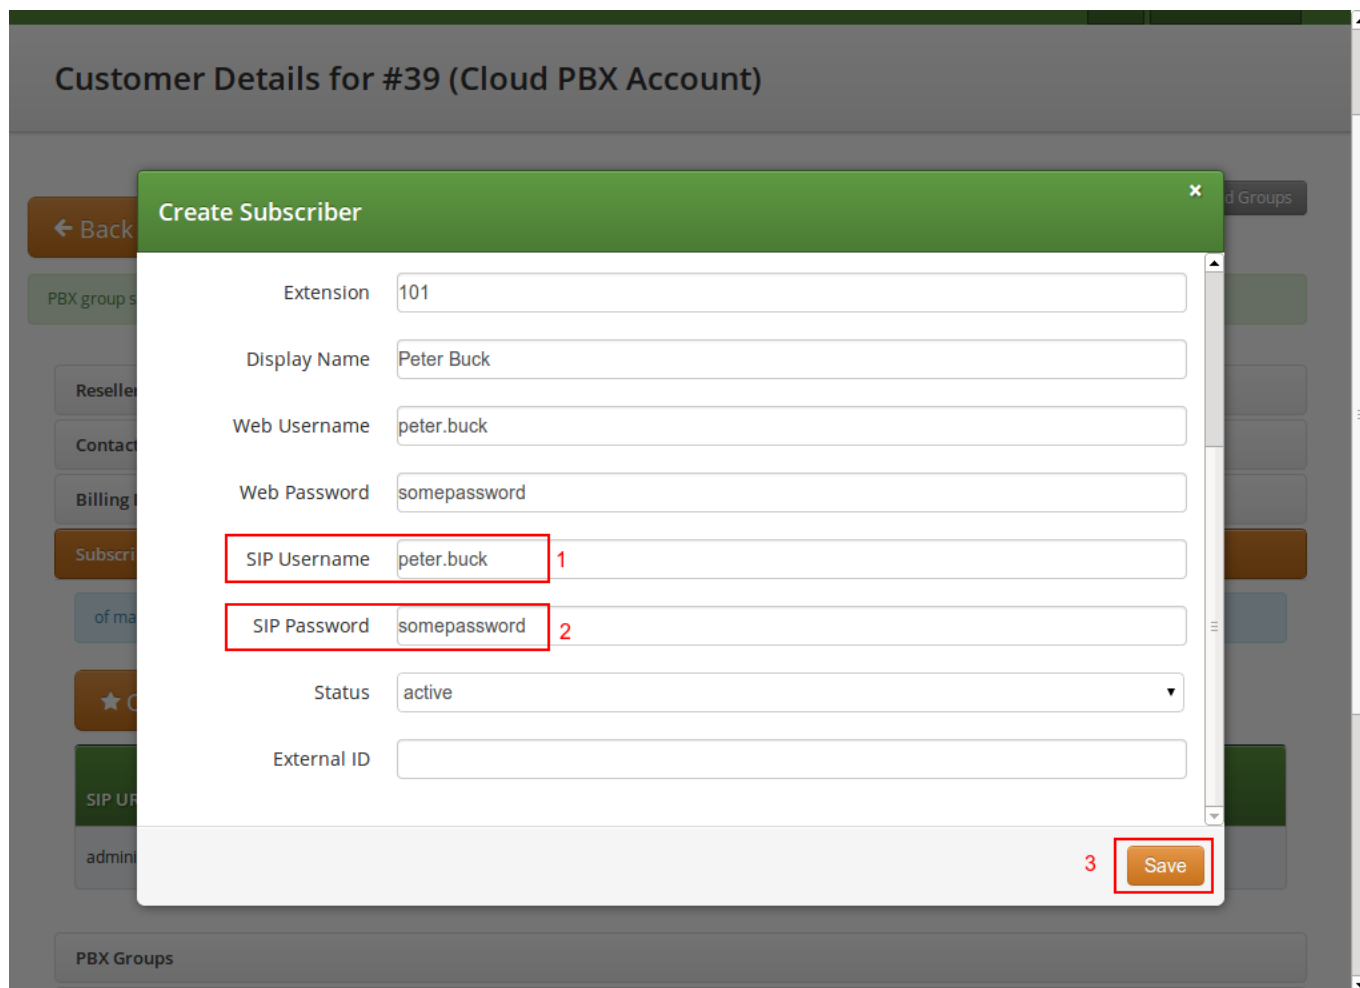 Customer Details for #39 (Cloud PBX Account)
Back
d Groups
Create Subscriber
×
PBX group s
Extension 101
Display Name Peter Buck
Reseller
Web Username peter.buck
Contact
Web Password somepassword
Billing
SIP Username peter.buck 1
Subscri
SIP Password somepassword 2
of ma
Status active
External ID
SIP UR
admini
3 Save
PBX Groups